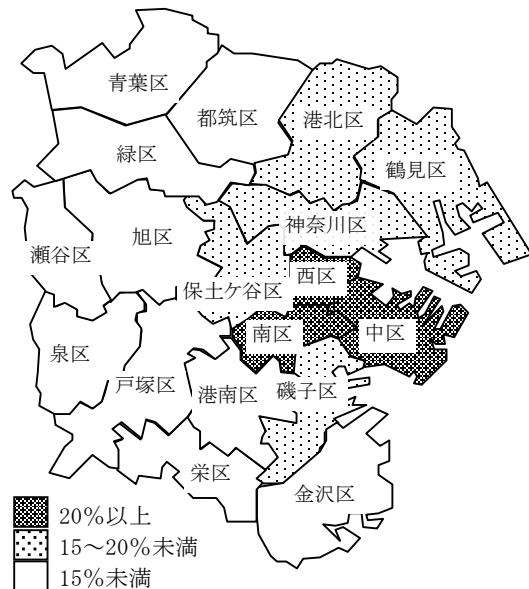 青葉区
都筑区
港北区
鶴見区
緑区
神奈川区
旭区
瀬谷区
西区
保土ケ谷区
南区
中区
泉区
戸塚区
港南区
磯子区
栄区
金沢区
20%以上
15～20%未満
15%未満